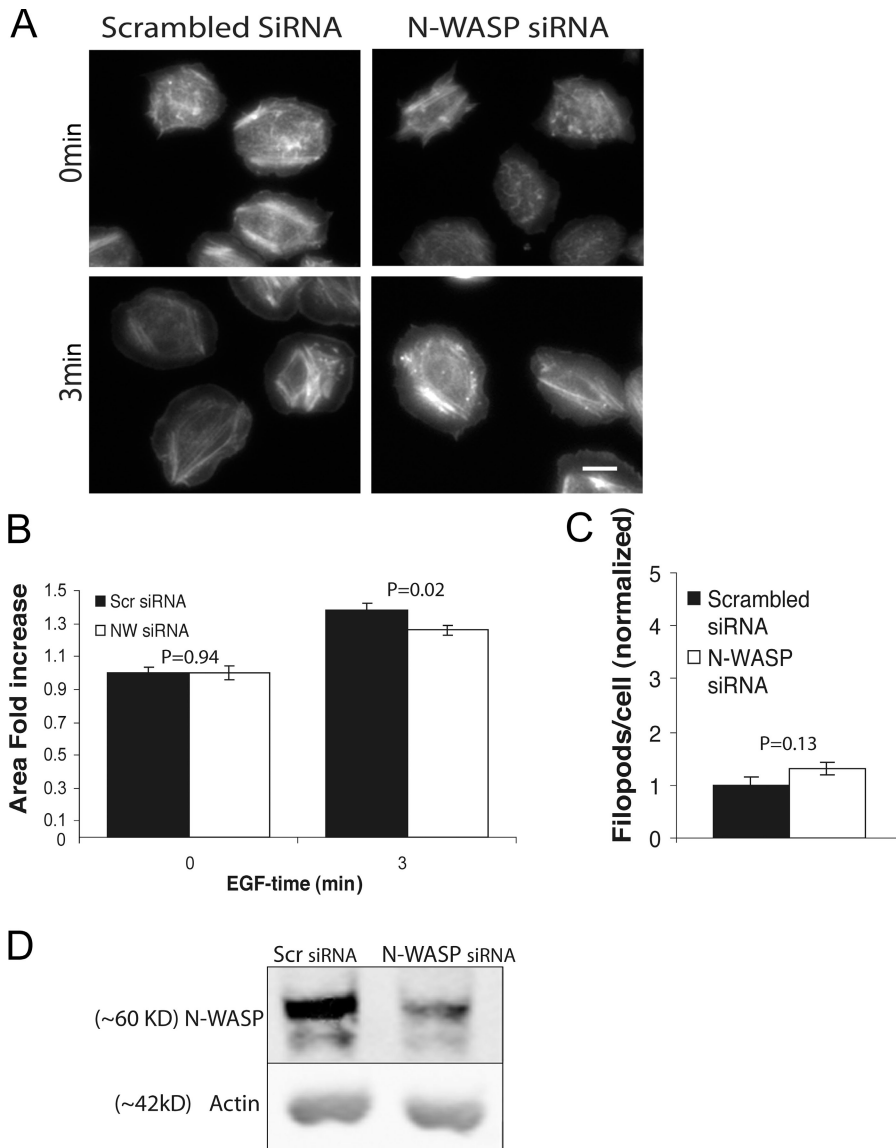 A
Scrambled SiRNA
N-WASP siRNA
0min
3min
B
Area Fold increase
1.5
1.3
1.1
0.9
0.7
0.5
0.3
0.1
0
Scr siRNA
NW siRNA
P=0.94
P=0.02
0
3
EGF-time (min)
C
Filopods/cell (normalized)
5
4
3
2
1
0
Scrambled
siRNA
N-WASP
siRNA
P=0.13
D
Scr siRNA
N-WASP siRNA
(~60 KD) N-WASP
(~42kD) Actin